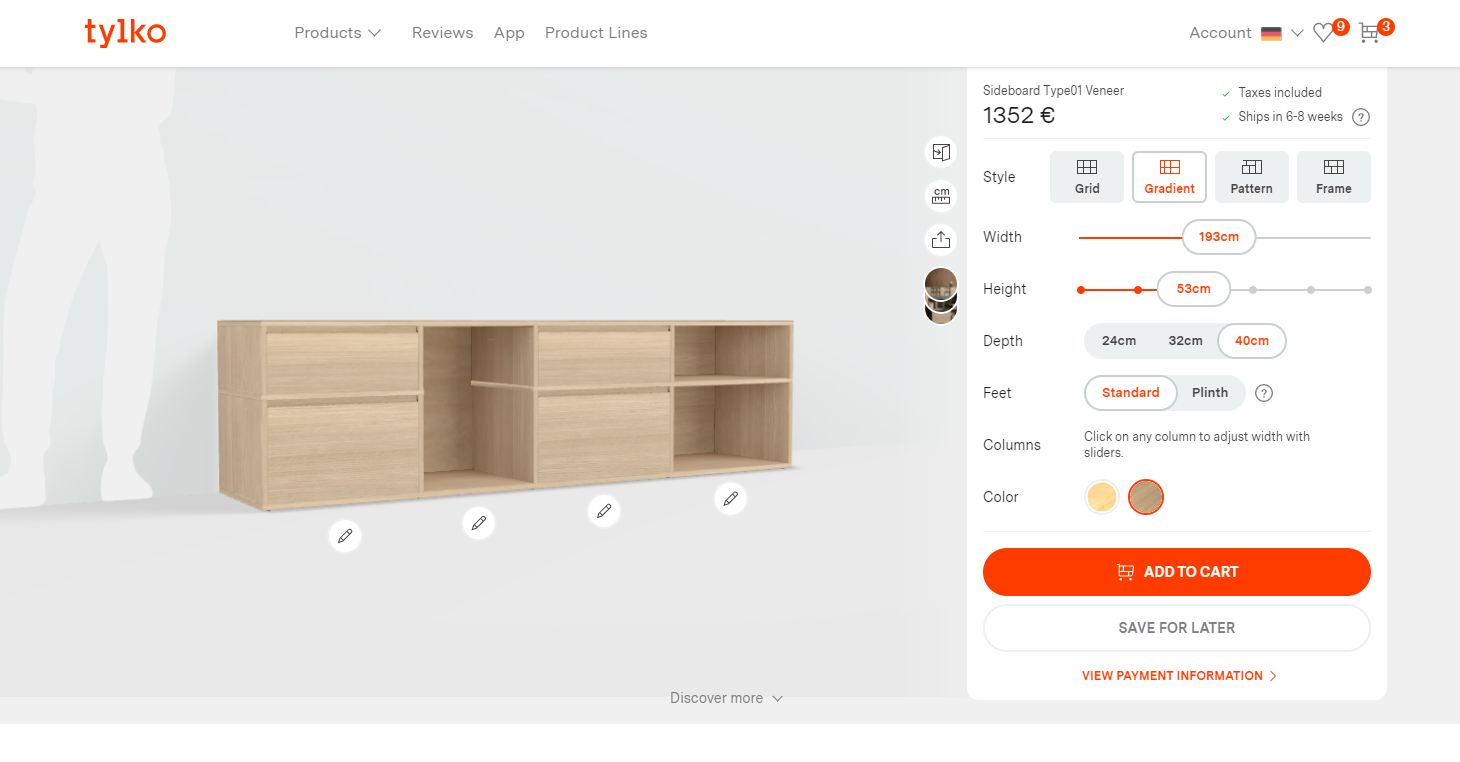 tylko
Products
Reviews
App
Product Lines
Account
9
3
Sideboard Type01 Veneer
1352 €
Taxes included
Ships in 6-8 weeks
?
Style
Grid
Gradient
Pattern
Frame
cm
Width
193cm
Height
53cm
Depth
24cm
32cm
40cm
Feet
Standard
Plinth
?
Columns
Click on any column to adjust width with
sliders.
Color
ADD TO CART
SAVE FOR LATER
VIEW PAYMENT INFORMATION
Discover more